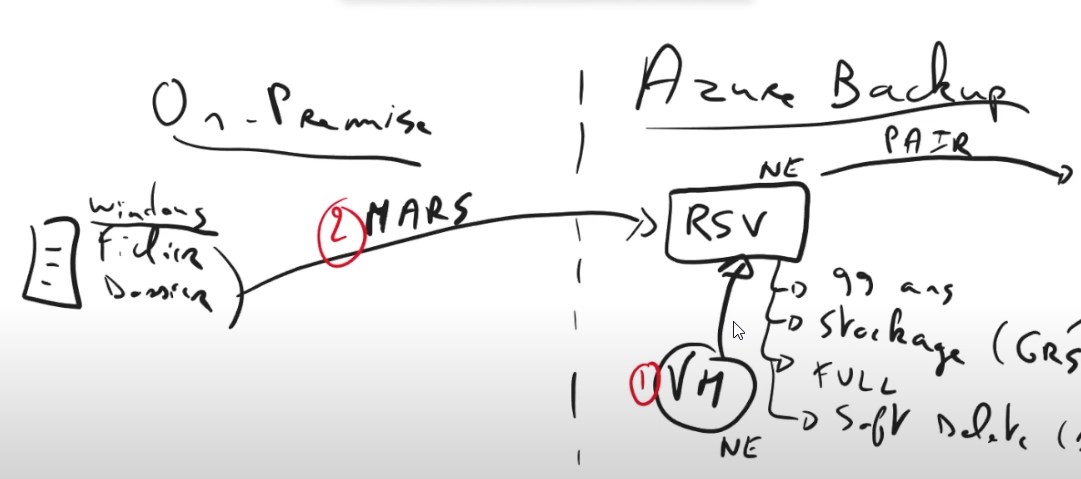 On-Premise
Azure Backup
PAIR
NE
Windows
Fichier
Dossier
2
MARS
RSV
99 ans
Stockage (GRS
FULL
Soft Delete (
1
VM
NE